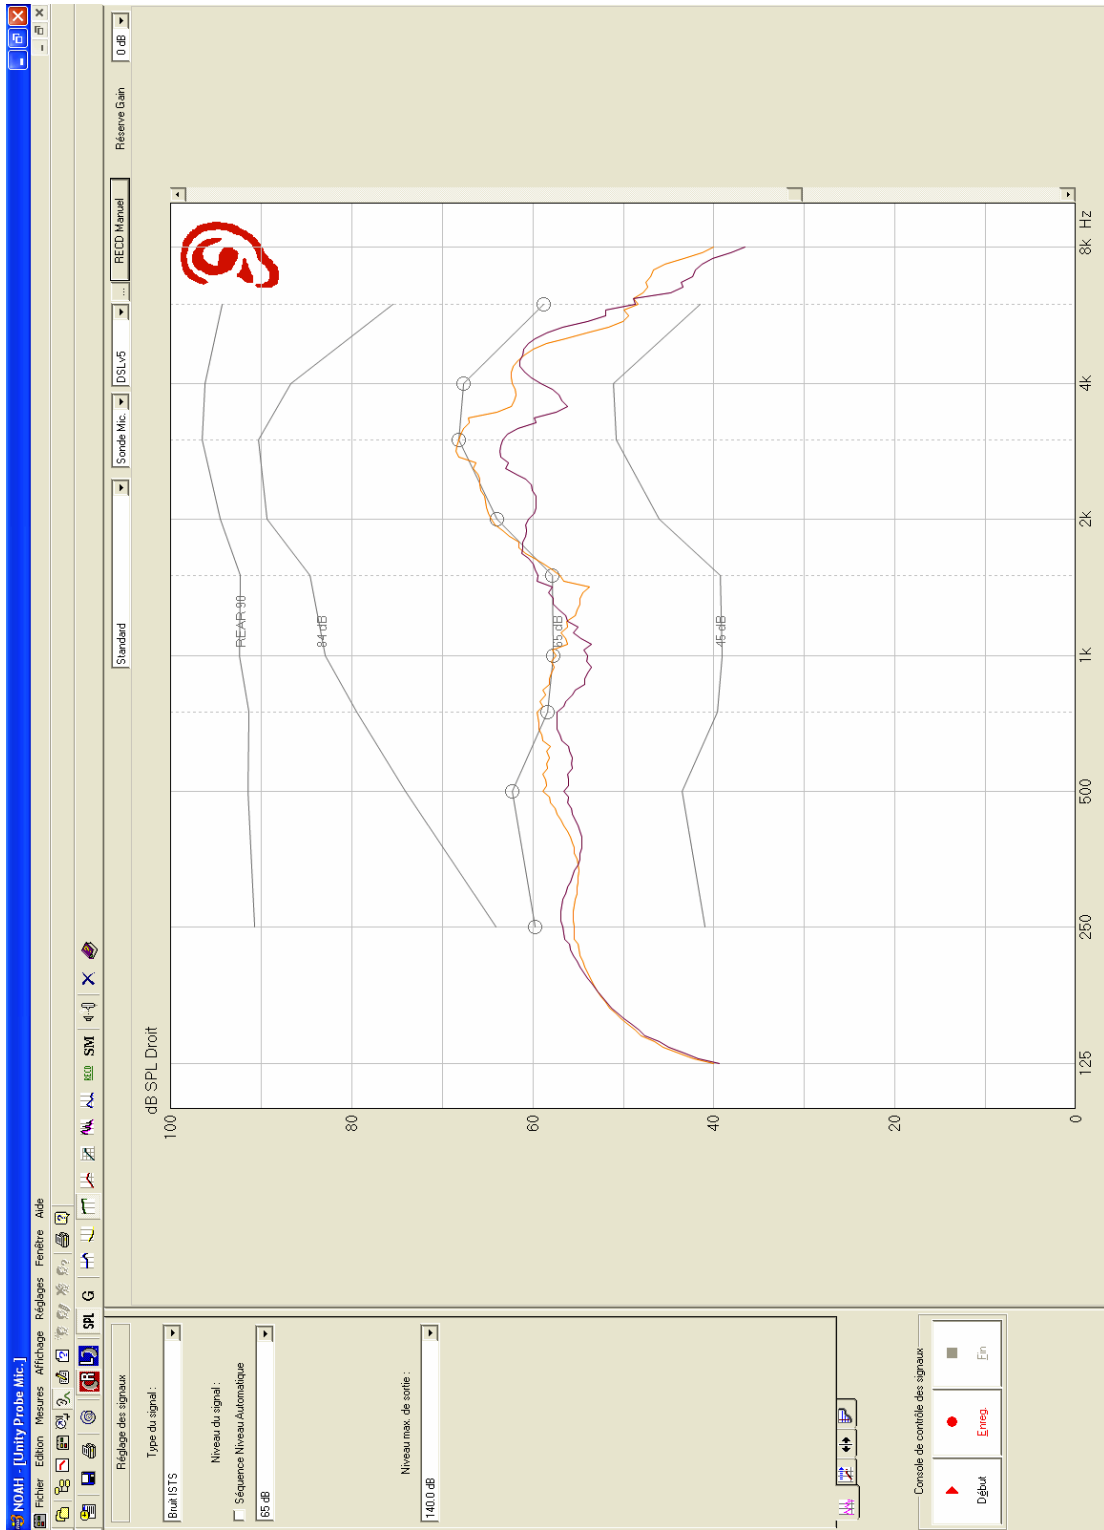 NOAH - [Unity Probe Mic.]
Fichier Edition Mesures Affichage Réglages Fenêtre Aide
SPL G RECD SM
Réglage des signaux
Standard
Sonde Mic.
DSLv5
...
RECD Manuel
Réserve Gain
0 dB
Type du signal :
Bruit ISTS
Niveau du signal :
Séquence Niveau Automatique
65 dB
Niveau max. de sortie :
140.0 dB
Console de contrôle des signaux
Début
Enreg.
Fin
dB SPL Droit
100
80
60
40
20
0
REAR 90
84 dB
65 dB
45 dB
125
250
500
1K
2K
4K
8K
Hz